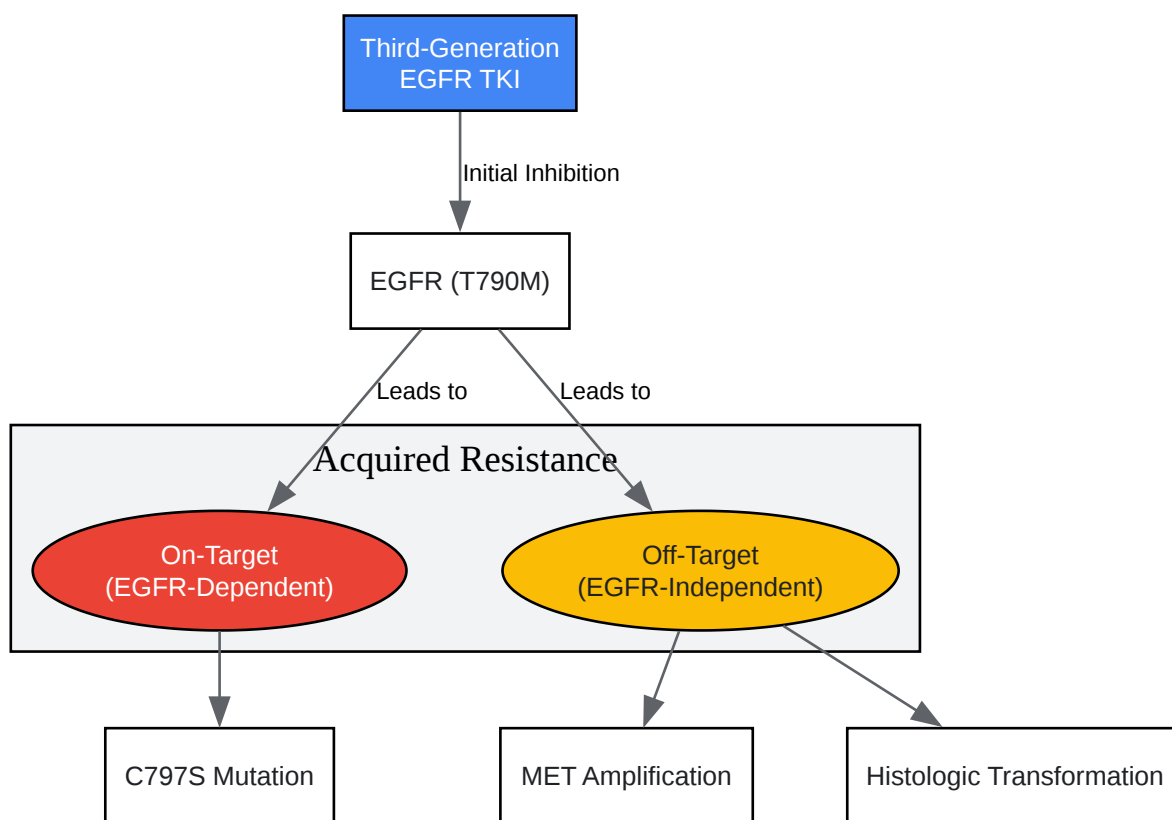 Third-Generation
EGFR TKI
Initial Inhibition
EGFR (T790M)
Leads to
Leads to
Acquired Resistance
On-Target
(EGFR-Dependent)
Off-Target
(EGFR-Independent)
C797S Mutation
MET Amplification
Histologic Transformation